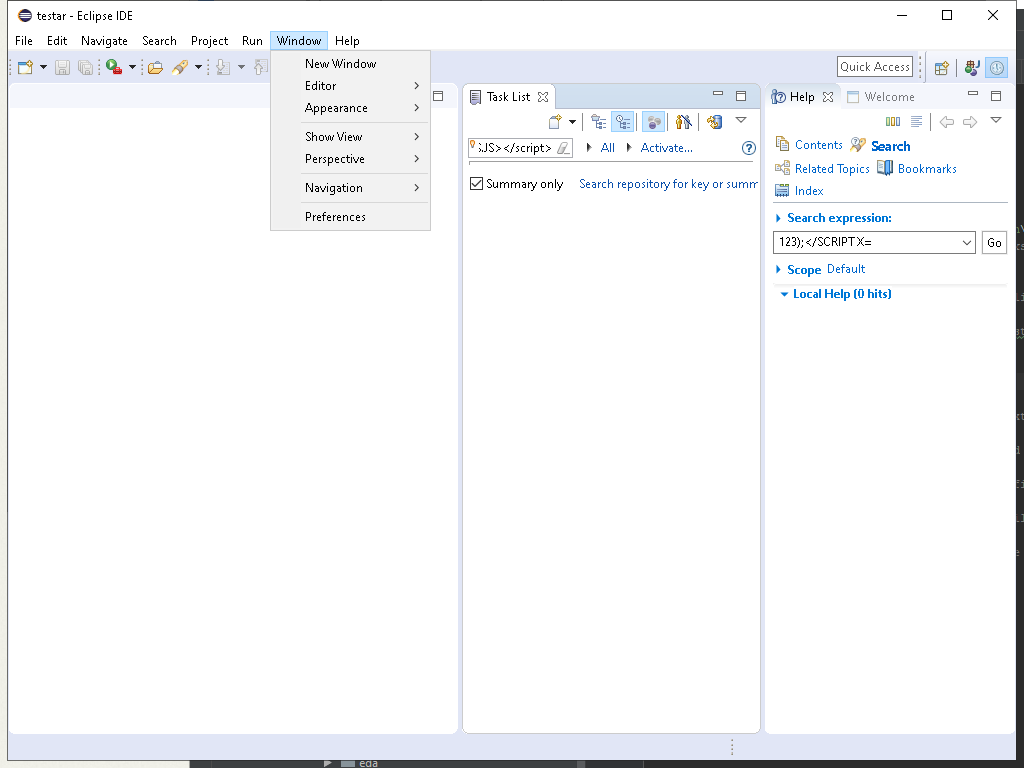 testar - Eclipse IDE
File Edit Navigate Search Project Run Window Help
Quick Access
New Window
Editor
Appearance
Show View
Perspective
Navigation
Preferences
Task List
JS></script>
All
Activate...
Summary only
Search repository for key or summ
Help
Welcome
Contents
Search
Related Topics
Bookmarks
Index
Search expression:
123);</SCRIPTX=
Go
Scope Default
Local Help (0 hits)
eda